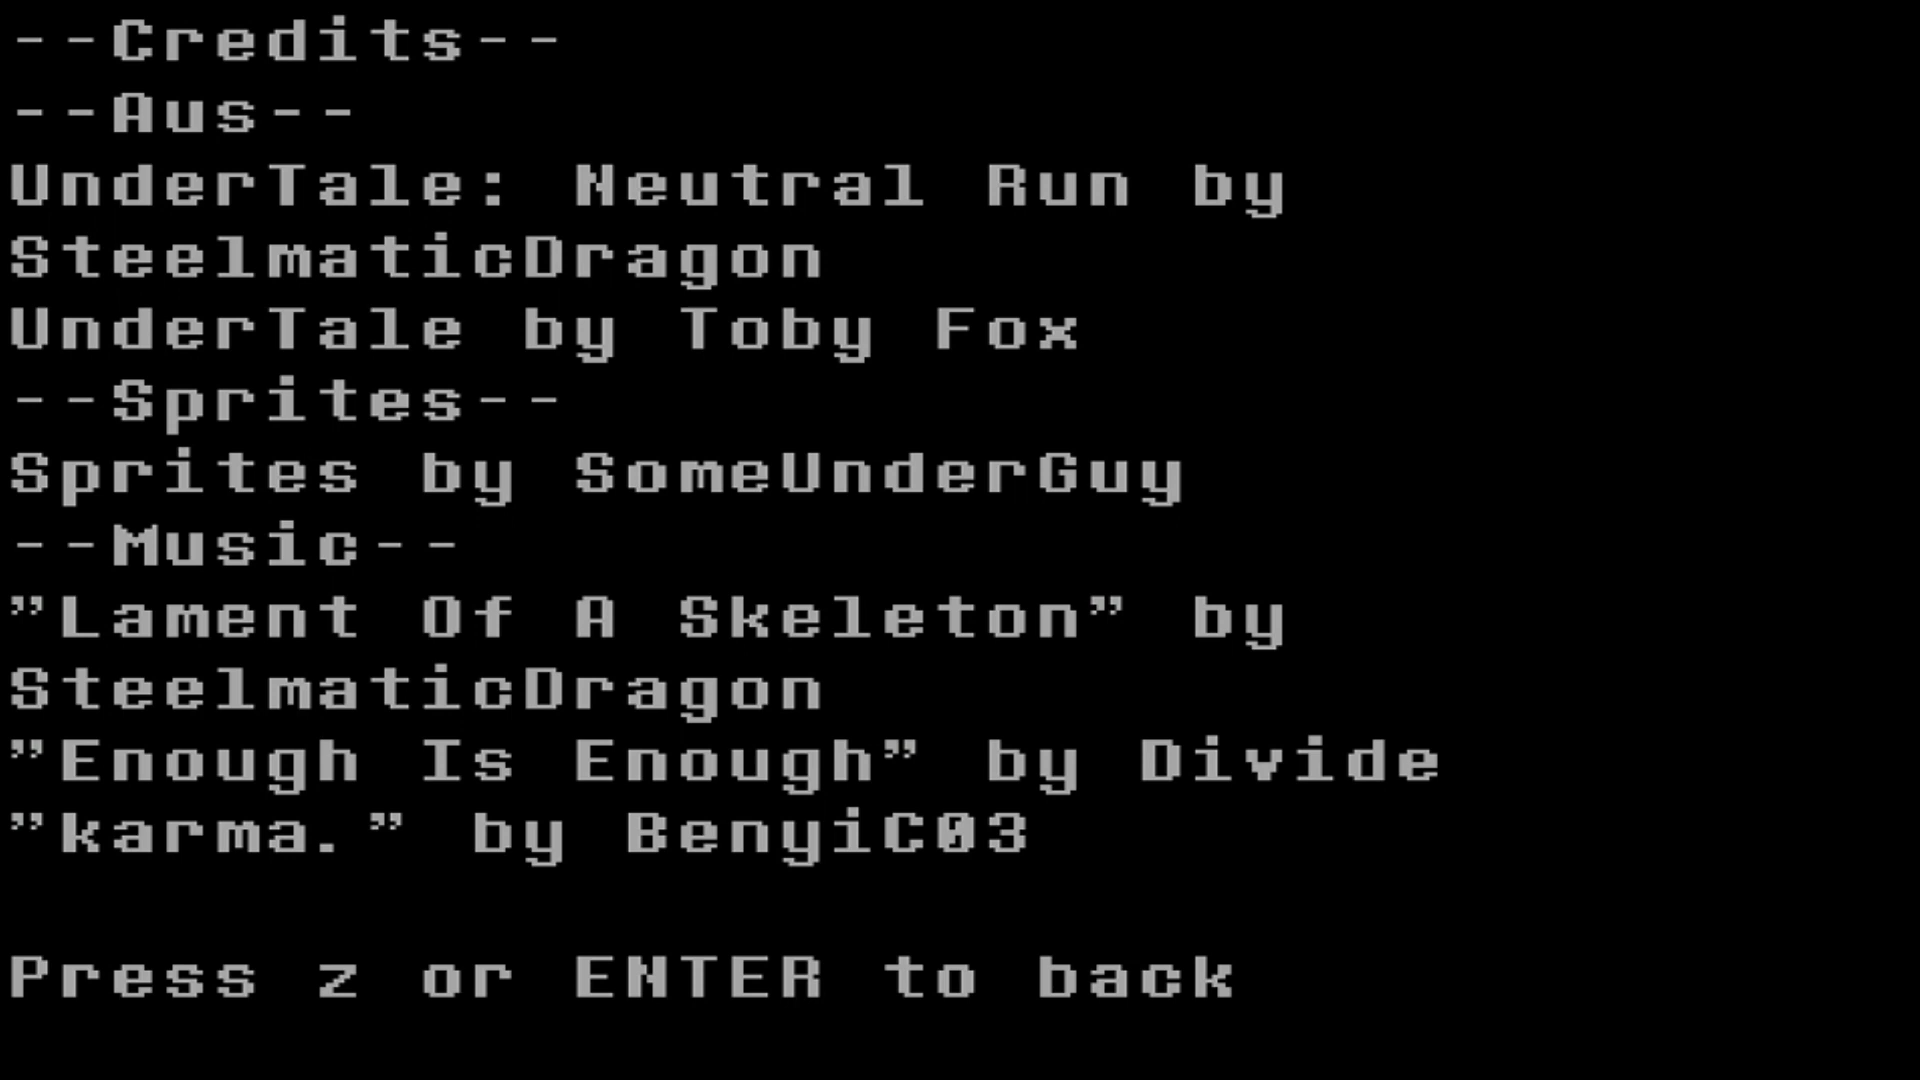 --Credits--
--Aus--
UnderTale: Neutral Run by
SteelmaticDragon
UnderTale by Toby Fox
--Sprites--
Sprites by SomeUnderGuy
--Music--
”Lament Of A Skeleton” by
SteelmaticDragon
”Enough Is Enough” by Divide
”karma.” by BenyiC03

Press z or ENTER to back